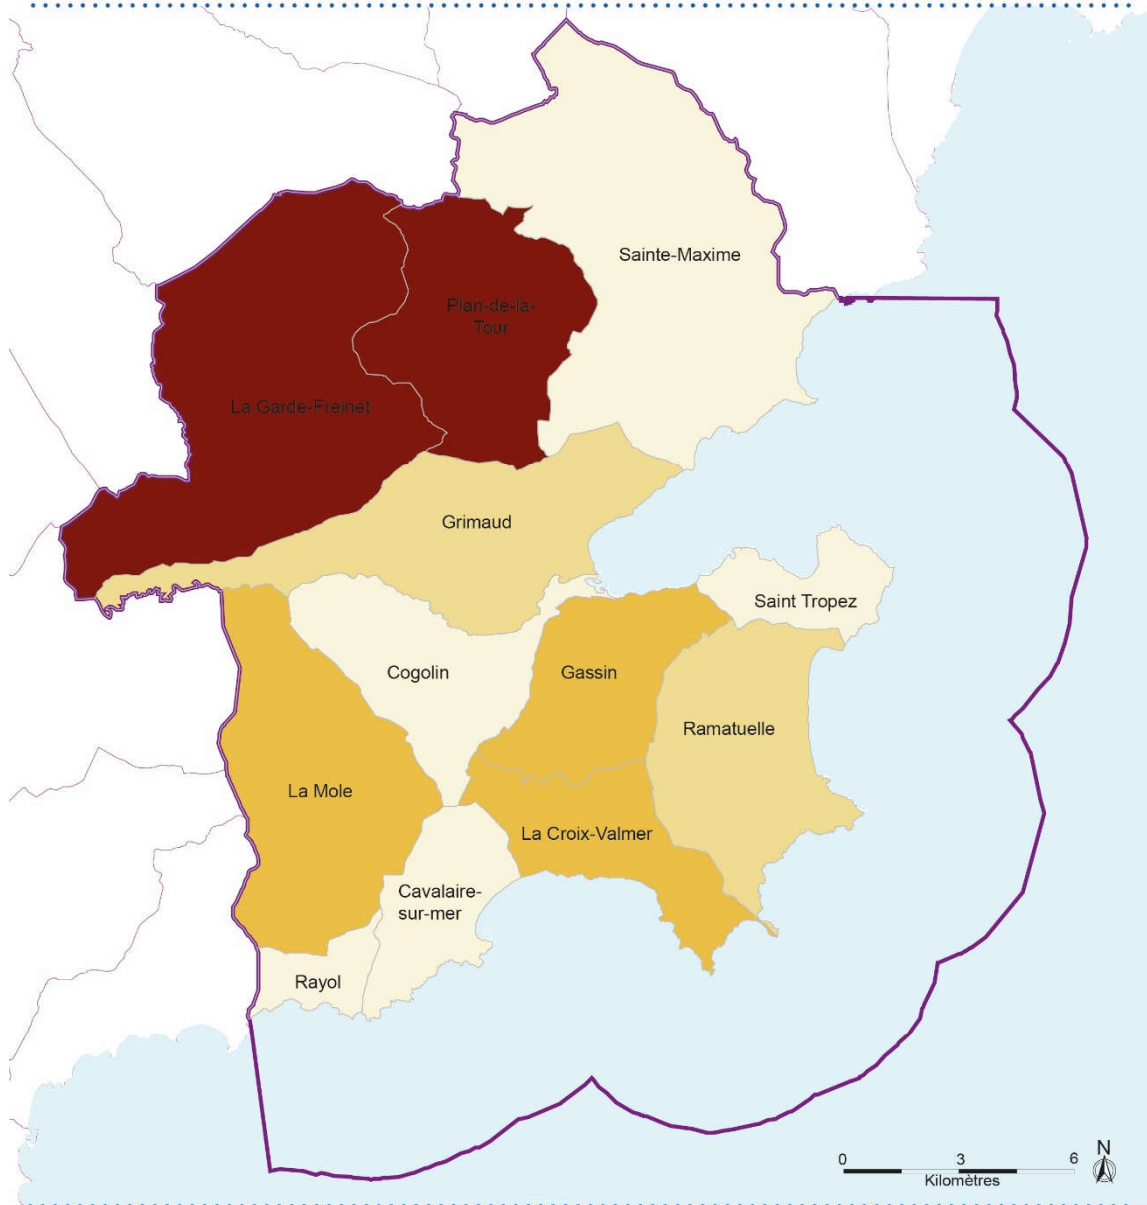 Sainte-Maxime
Plan-de-la-
Tour
La Garde-Freinet
Grimaud
Saint Tropez
Cogolin
Gassin
Ramatuelle
La Mole
La Croix-Valmer
Cavalaire-
sur-mer
Rayol
0 3 6
Kilomètres
N